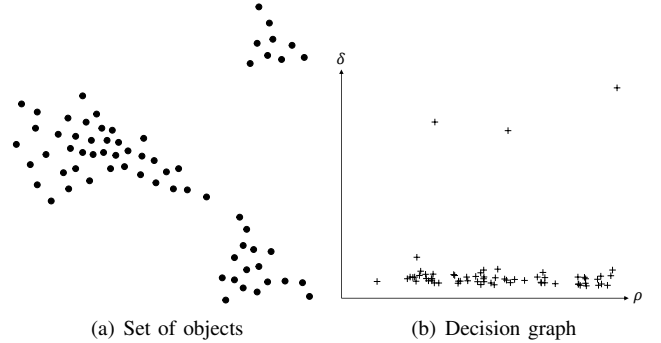 δ
ρ
(a) Set of objects
(b) Decision graph